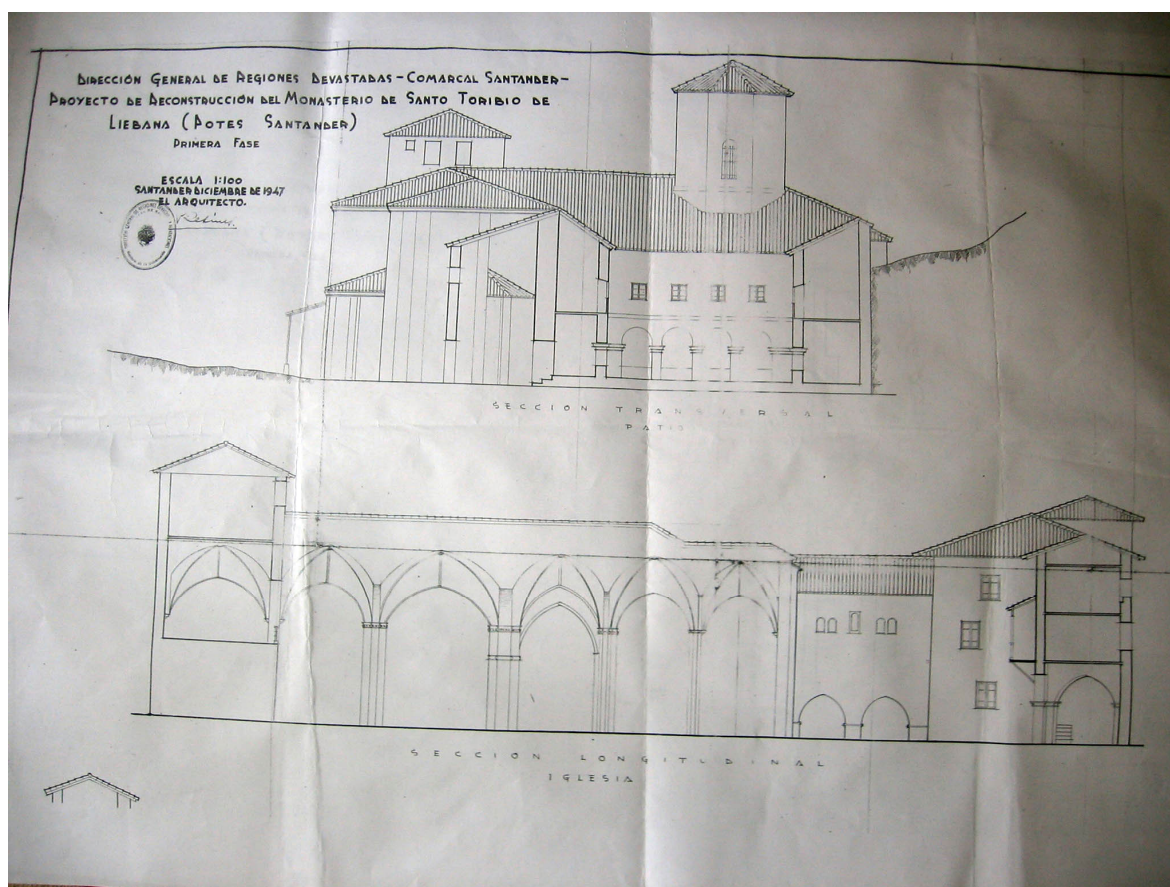 DIRECCIÓN GENERAL DE REGIONES DEVASTADAS-COMARCAL SANTANDER-
PROYECTO DE RECONSTRUCCIÓN DEL MONASTERIO DE SANTO TORIBIO DE
LIEBANA (POTES SANTANDER)
PRIMERA FASE
ESCALA 1:100
SANTANDER DICIEMBRE DE 1947
EL ARQUITECTO.
SECCION TRANSVERSAL
PATIO
SECCION LONGITUDINAL
IGLESIA